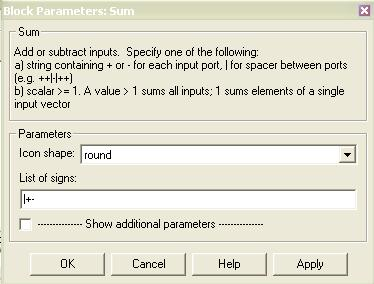 Block Parameters: Sum
Sum
Add or subtract inputs. Specify one of the following:
a) string containing + or - for each input port, | for spacer between ports
(e.g. ++|-|++)
b) scalar >= 1. A value > 1 sums all inputs; 1 sums elements of a single
input vector
Parameters
Icon shape: round
List of signs:
|+-
-------------- Show additional parameters --------------
OK Cancel Help Apply